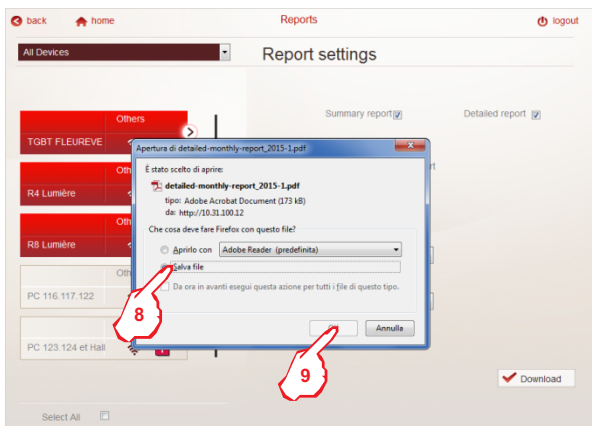 back
home
Reports
logout
All Devices
Report settings
Others
TGBT FLEUREVE
Summary report
Detailed report
Apertura di detailed-monthly-report_2015-1.pdf
È stato scelto di aprire:
detailed-monthly-report_2015-1.pdf
tipo: Adobe Acrobat Document (173 kB)
da: http://10.31.100.12
Che cosa deve fare Firefox con questo file?
Aprirlo con
Adobe Reader (predefinita)
Salva file
Da ora in avanti esegui questa azione per tutti i file di questo tipo.
Annulla
R4 Lumière
R8 Lumière
PC 116.117.122
PC 123.124 et Hall
8
9
Download
Select All